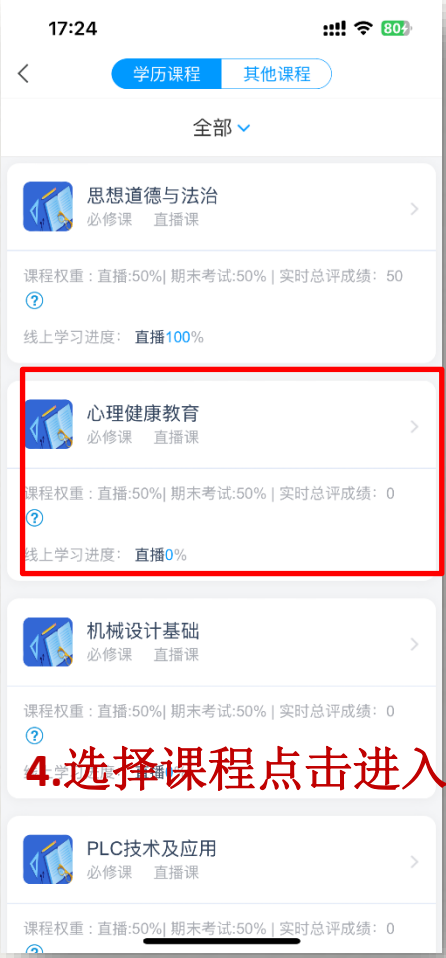 17:24
80
学历课程 其他课程
全部
思想道德与法治
必修课 直播课
课程权重 : 直播:50%| 期末考试:50% | 实时总评成绩：50
?
线上学习进度： 直播100%
心理健康教育
必修课 直播课
课程权重 : 直播:50%| 期末考试:50% | 实时总评成绩：0
?
线上学习进度： 直播0%
机械设计基础
必修课 直播课
课程权重 : 直播:50%| 期末考试:50% | 实时总评成绩：0
?
4.选择课程点击进入
PLC技术及应用
必修课 直播课
课程权重 : 直播:50%| 期末考试:50% | 实时总评成绩：0
?